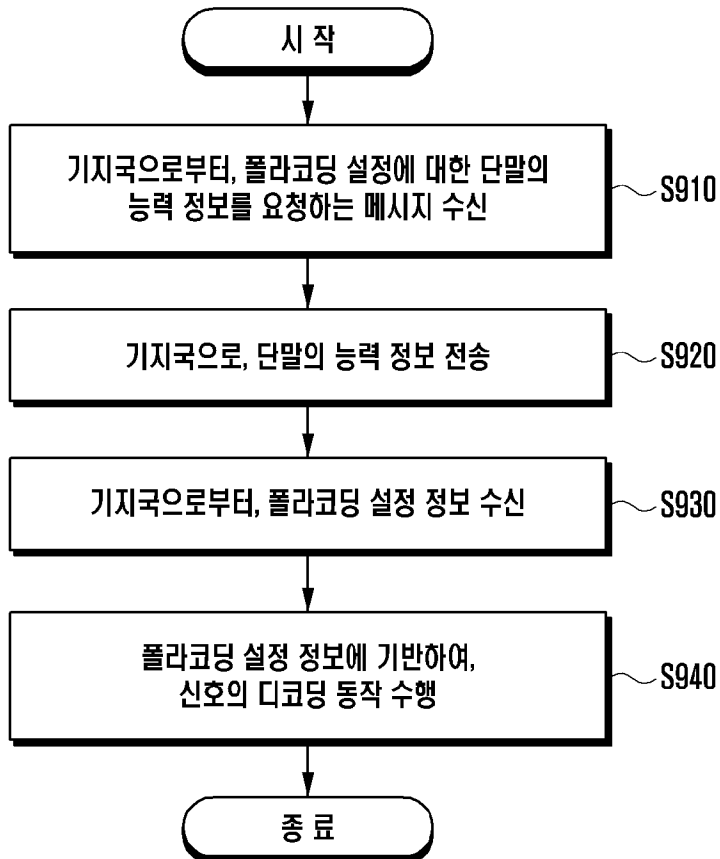 시 작
기지국으로부터, 폴라코딩 설정에 대한 단말의
능력 정보를 요청하는 메시지 수신
S910
기지국으로, 단말의 능력 정보 전송
S920
기지국으로부터, 폴라코딩 설정 정보 수신
S930
폴라코딩 설정 정보에 기반하여,
신호의 디코딩 동작 수행
S940
종 료